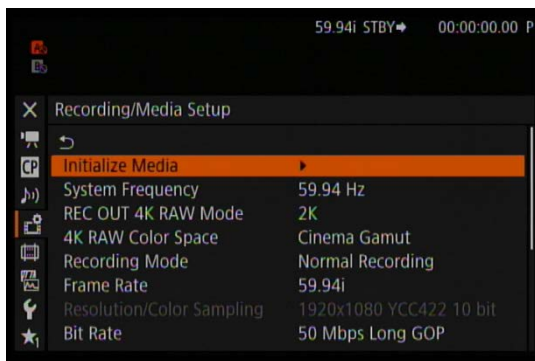 59.94i STBY 00:00:00.00 P
A
B
Recording/Media Setup
Initialize Media
CP
System Frequency 59.94 Hz
REC OUT 4K RAW Mode 2K
4K RAW Color Space Cinema Gamut
Recording Mode Normal Recording
Frame Rate 59.94i
Resolution/Color Sampling 1920x1080 YCC422 10 bit
Bit Rate 50 Mbps Long GOP
1